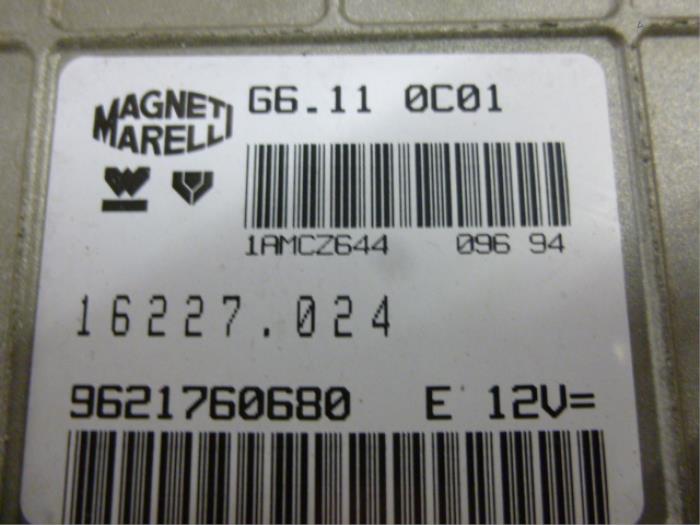 MAGNETI
MARELLI
G6.11 0C01
1AMCZ644 096 94
16227.024
9621760680 E 12V=